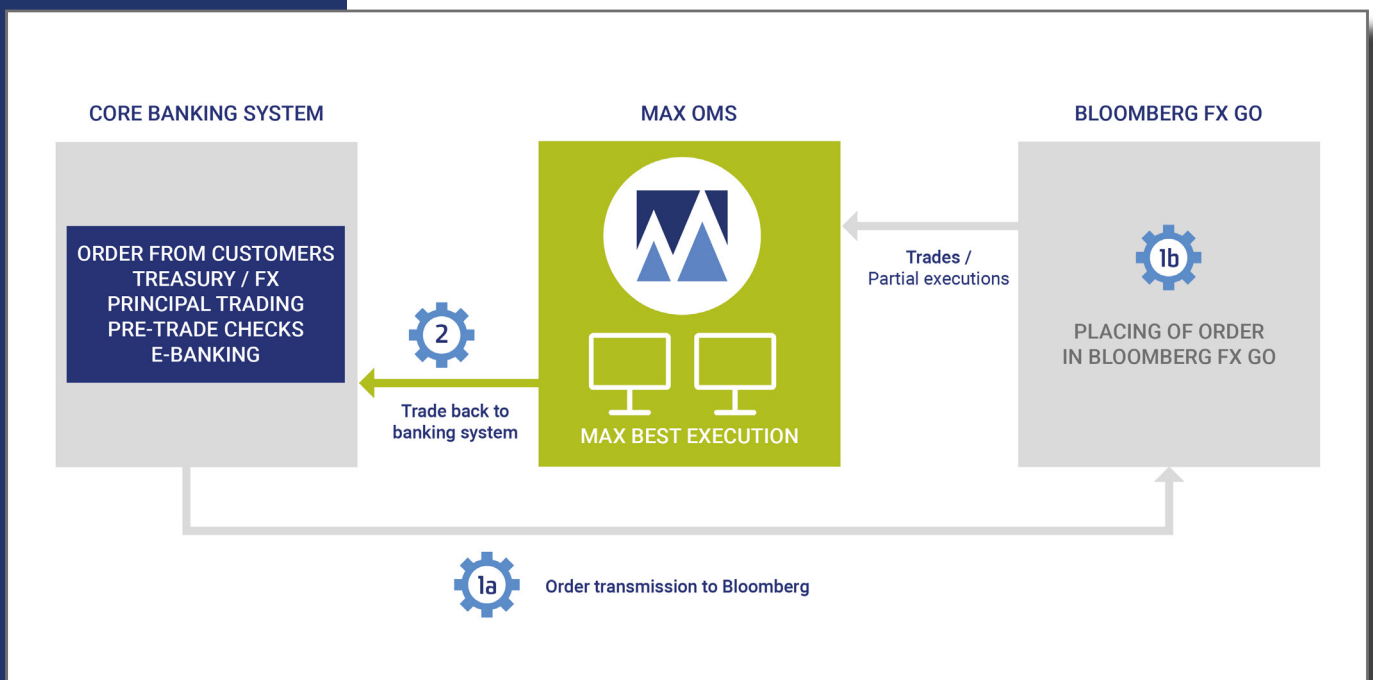 CORE BANKING SYSTEM
MAX OMS
BLOOMBERG FX GO
ORDER FROM CUSTOMERS
TREASURY / FX
PRINCIPAL TRADING
PRE-TRADE CHECKS
E-BANKING
2
Trade back to
banking system
MAX BEST EXECUTION
Trades /
Partial executions
1b
PLACING OF ORDER
IN BLOOMBERG FX GO
1a
Order transmission to Bloomberg